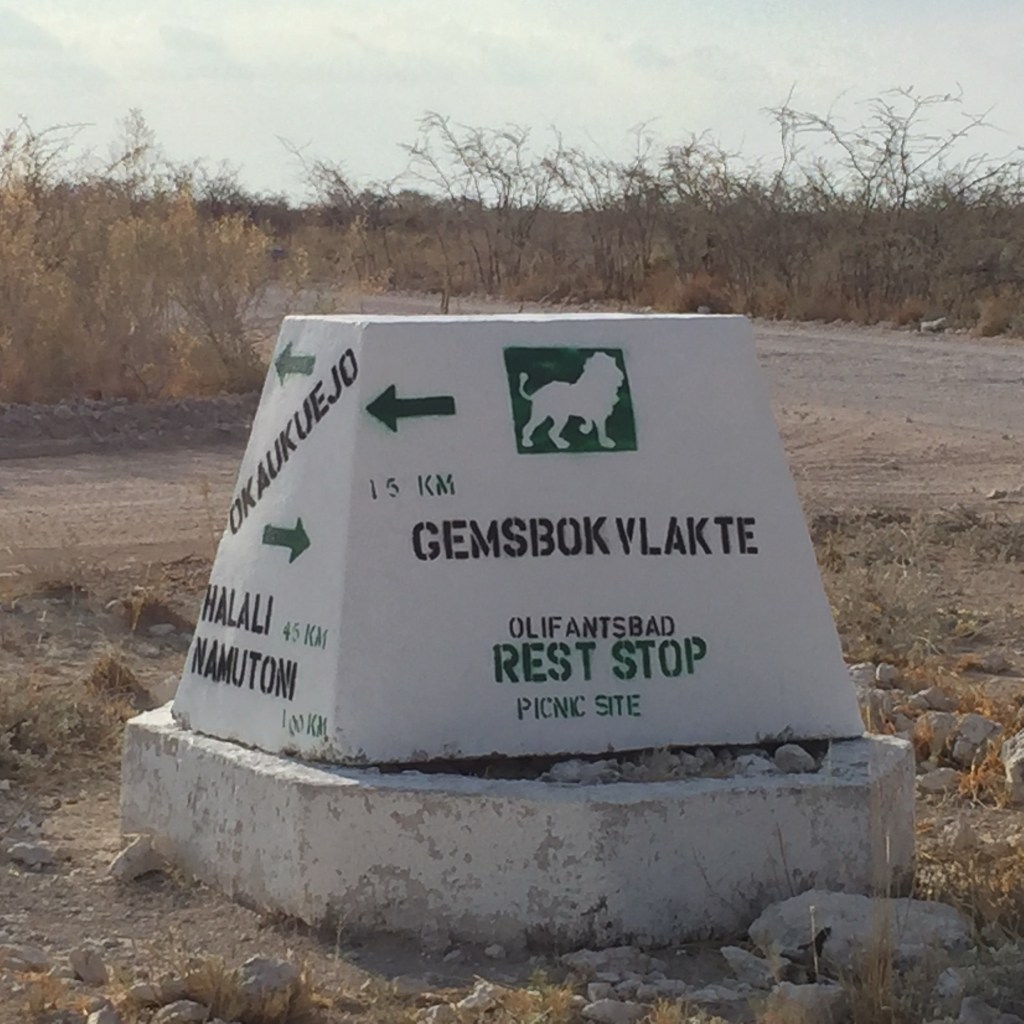 OKAUKUEJO
HALALI 45 KM
NAMUTONI
100 KM
15 KM
GEMSBOKVLAKTE
OLIFANTSBAD
REST STOP
PICNIC SITE